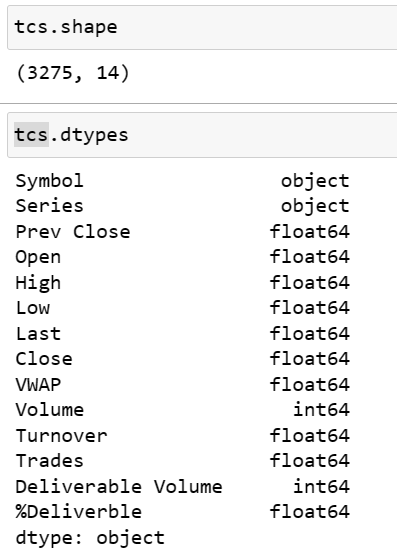 tcs.shape
(3275, 14)
tcs.dtypes
Symbol object
Series object
Prev Close float64
Open float64
High float64
Low float64
Last float64
Close float64
VWAP float64
Volume int64
Turnover float64
Trades float64
Deliverable Volume int64
%Deliverble float64
dtype: object